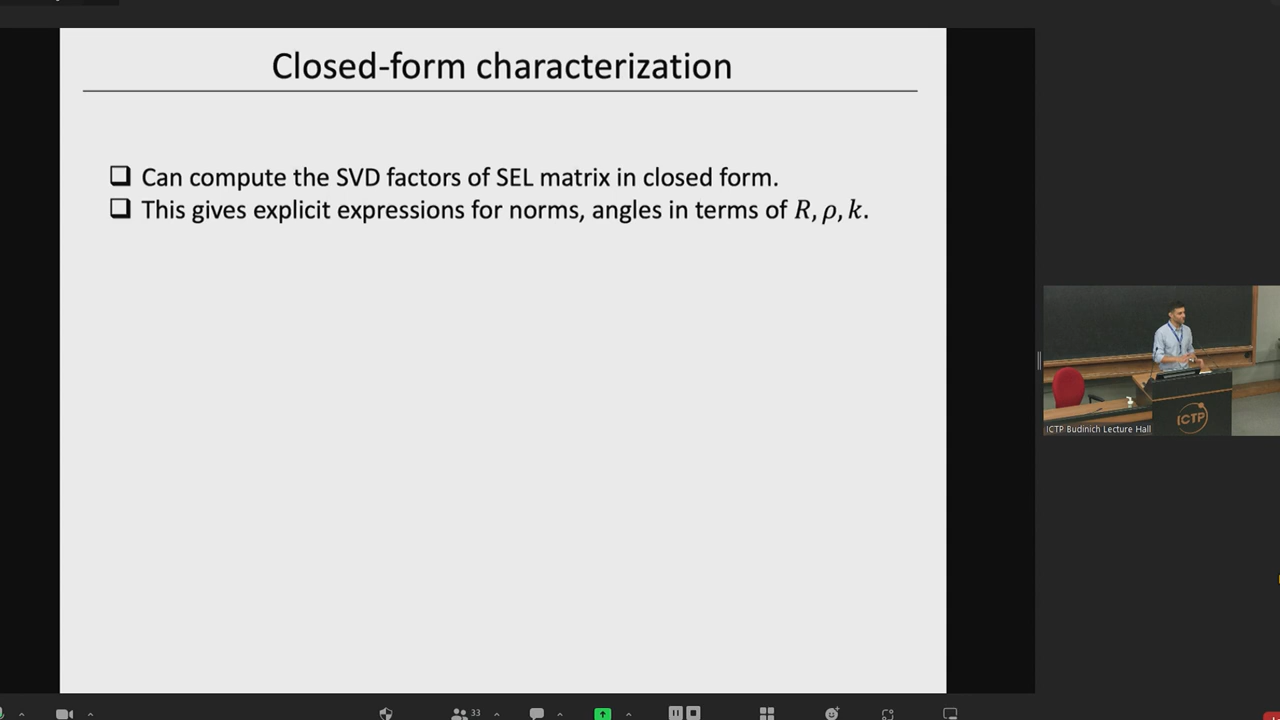 Closed-form characterization
❑ Can compute the SVD factors of SEL matrix in closed form.
❑ This gives explicit expressions for norms, angles in terms of R, ρ, k.
ICTP
ICTP Budinich Lecture Hall
33